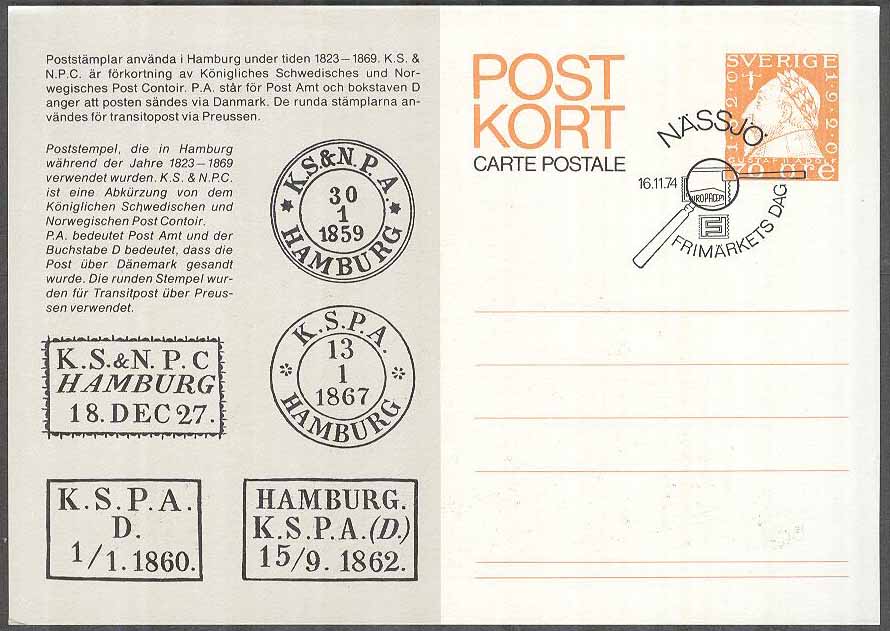 Poststämplar använda i Hamburg under tiden 1823—1869. K.S. &
N.P.C. är förkortning av Königliches Schwedisches und Nor-
wegisches Post Contoir. P.A. står för Post Amt och bokstaven D
anger att posten sändes via Danmark. De runda stämplarna an-
vändes för transitopost via Preussen.
Poststempel, die in Hamburg
während der Jahre 1823—1869
verwendet wurden. K.S. & N.P.C.
ist eine Abkürzung von dem
Königlichen Schwedischen und
Norwegischen Post Contoir.
P.A. bedeutet Post Amt und der
Buchstabe D bedeutet, dass die
Post über Dänemark gesandt
wurde. Die runden Stempel wur-
den für Transitpost über Preus-
sen verwendet.
K.S.&N.P.A.
30
1
1859
HAMBURG
K.S.&N.P.C
HAMBURG
18.DEC27.
K.S.P.A.
13
1
1867
HAMBURG
K.S.P.A.
D.
1/1.1860.
HAMBURG.
K.S.P.A.(D.)
15/9.1862.
POST
KORT
CARTE POSTALE
SVERIGE
1920
GUSTAF II ADOLF
70 ÖRE
NÄSSJÖ
16.11.74
FRIMÄRKETS DAG